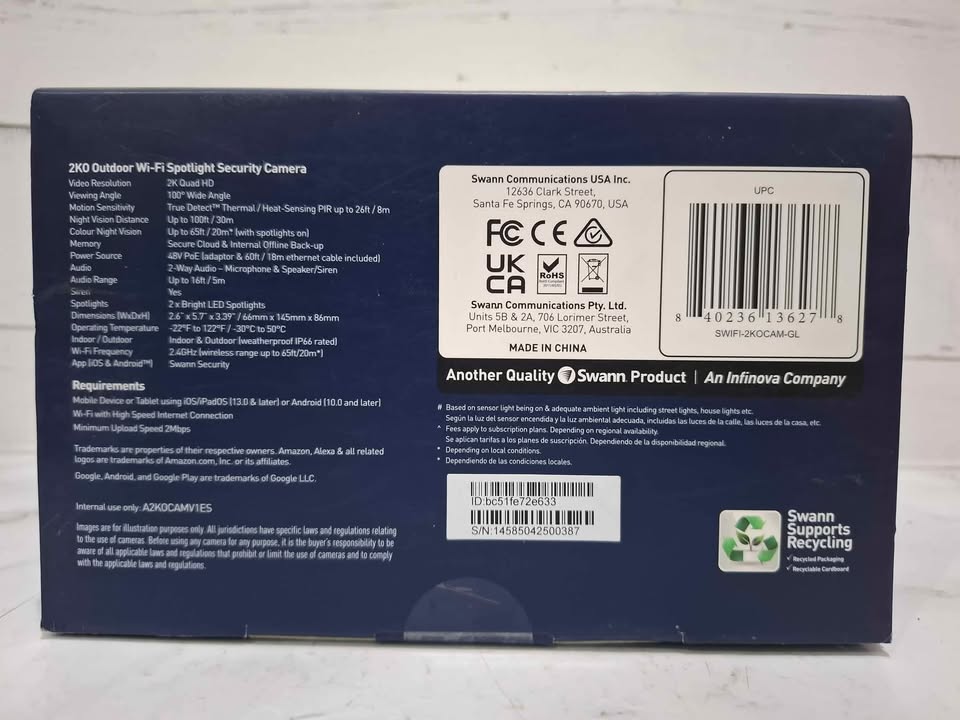 2KO Outdoor Wi-Fi Spotlight Security Camera
Video Resolution 2K Quad HD
Viewing Angle 100° Wide Angle
Motion Sensitivity True Detect™ Thermal / Heat-Sensing PIR up to 26ft / 8m
Night Vision Distance Up to 100ft / 30m
Colour Night Vision Up to 65ft / 20m* (with spotlights on)
Memory Secure Cloud & Internal Offline Back-up
Power Source 48V PoE (adaptor & 60ft / 18m ethernet cable included)
Audio 2-Way Audio – Microphone & Speaker/Siren
Audio Range Up to 16ft / 5m
Siren Yes
Spotlights 2 x Bright LED Spotlights
Dimensions (WxDxH) 2.6" x 5.7" x 3.39" / 66mm x 145mm x 86mm
Operating Temperature -22°F to 122°F / -30°C to 50°C
Indoor / Outdoor Indoor & Outdoor (weatherproof IP66 rated)
Wi-Fi Frequency 2.4GHz (wireless range up to 65ft/20m*)
App (iOS & Android™) Swann Security
Requirements
Mobile Device or Tablet using iOS/iPadOS (13.0 & later) or Android (10.0 and later)
Wi-Fi with High Speed Internet Connection
Minimum Upload Speed 2Mbps
Trademarks are properties of their respective owners. Amazon, Alexa & all related
logos are trademarks of Amazon.com, Inc. or its affiliates.
Google, Android, and Google Play are trademarks of Google LLC.
Internal use only: A2KOCAMV1ES
Images are for illustration purposes only. All jurisdictions have specific laws and regulations relating
to the use of cameras. Before using any camera for any purpose, it is the buyer's responsibility to be
aware of all applicable laws and regulations that prohibit or limit the use of cameras and to comply
with the applicable laws and regulations.
Swann Communications USA Inc.
12636 Clark Street,
Santa Fe Springs, CA 90670, USA
FC CE
UK
CA
RoHS
Swann Communications Pty. Ltd.
Units 5B & 2A, 706 Lorimer Street,
Port Melbourne, VIC 3207, Australia
MADE IN CHINA
UPC
8 40236 13627 8
SWIFI-2KOCAM-GL
Another Quality Swann Product | An Infinova Company
# Based on sensor light being on & adequate ambient light including street lights, house lights etc.
Según la luz del sensor encendida y la luz ambiental adecuada, incluidas las luces de la calle, las luces de la casa, etc.
^ Fees apply to subscription plans. Depending on regional availability.
Se aplican tarifas a los planes de suscripción. Dependiendo de la disponibilidad regional.
* Depending on local conditions.
* Dependiendo de las condiciones locales.
ID:bc51fe72e633
S/N:14585042500387
Swann
Supports
Recycling
✓ Recycled Packaging
✓ Recyclable Cardboard